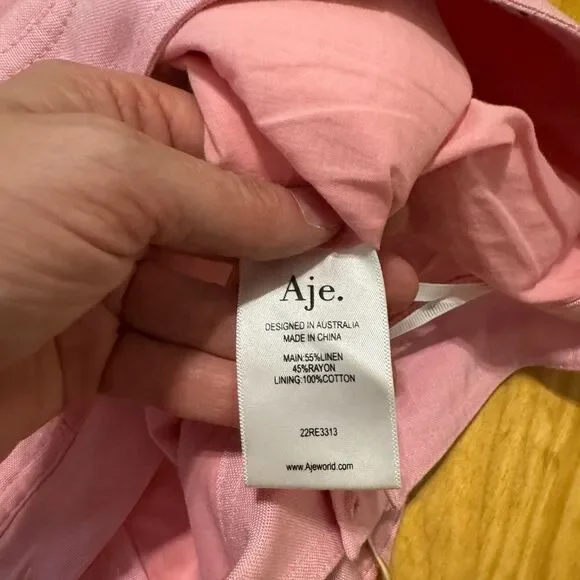 Aje.
DESIGNED IN AUSTRALIA
MADE IN CHINA
MAIN:55%LINEN
45%RAYON
LINING:100%COTTON
22RE3313
www.Ajeworld.com